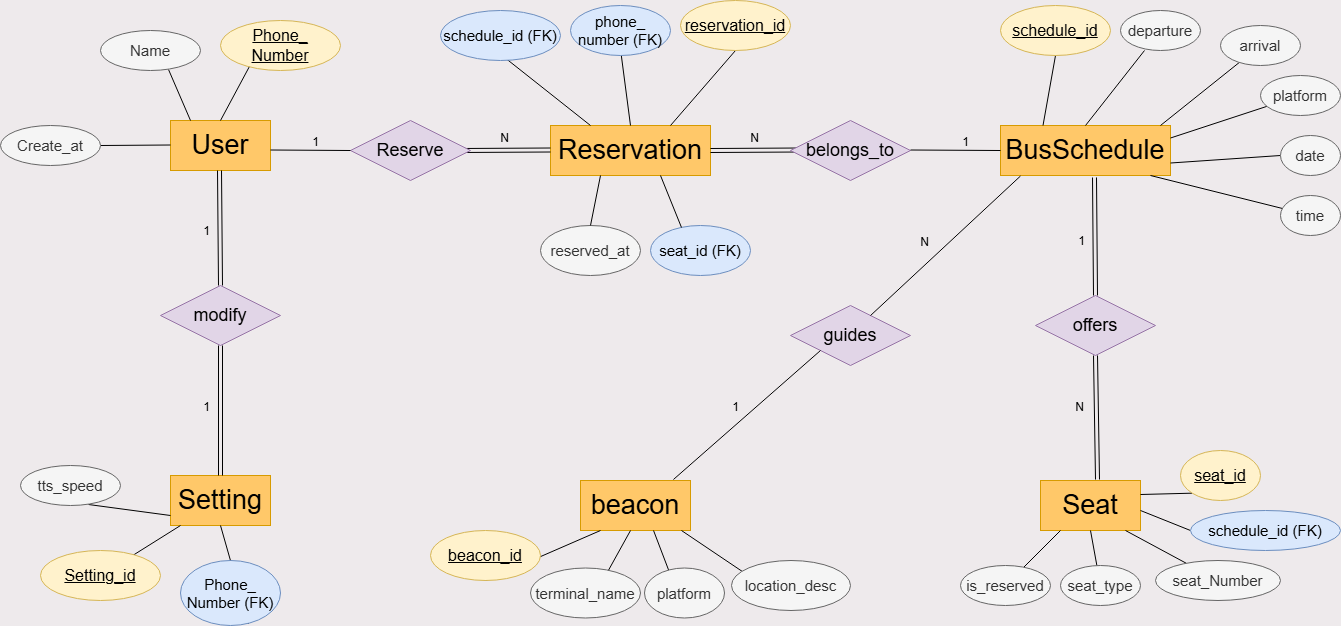 schedule_id (FK)
phone_
number (FK)
reservation_id
schedule_id
departure
arrival
Name
Phone_
Number
platform
Create_at
User
1
Reserve
N
Reservation
N
belongs_to
1
BusSchedule
date
time
reserved_at
seat_id (FK)
1
N
1
modify
guides
offers
1
1
N
tts_speed
Setting
beacon
Seat
seat_id
schedule_id (FK)
Setting_id
Phone_
Number (FK)
beacon_id
terminal_name
platform
location_desc
is_reserved
seat_type
seat_Number